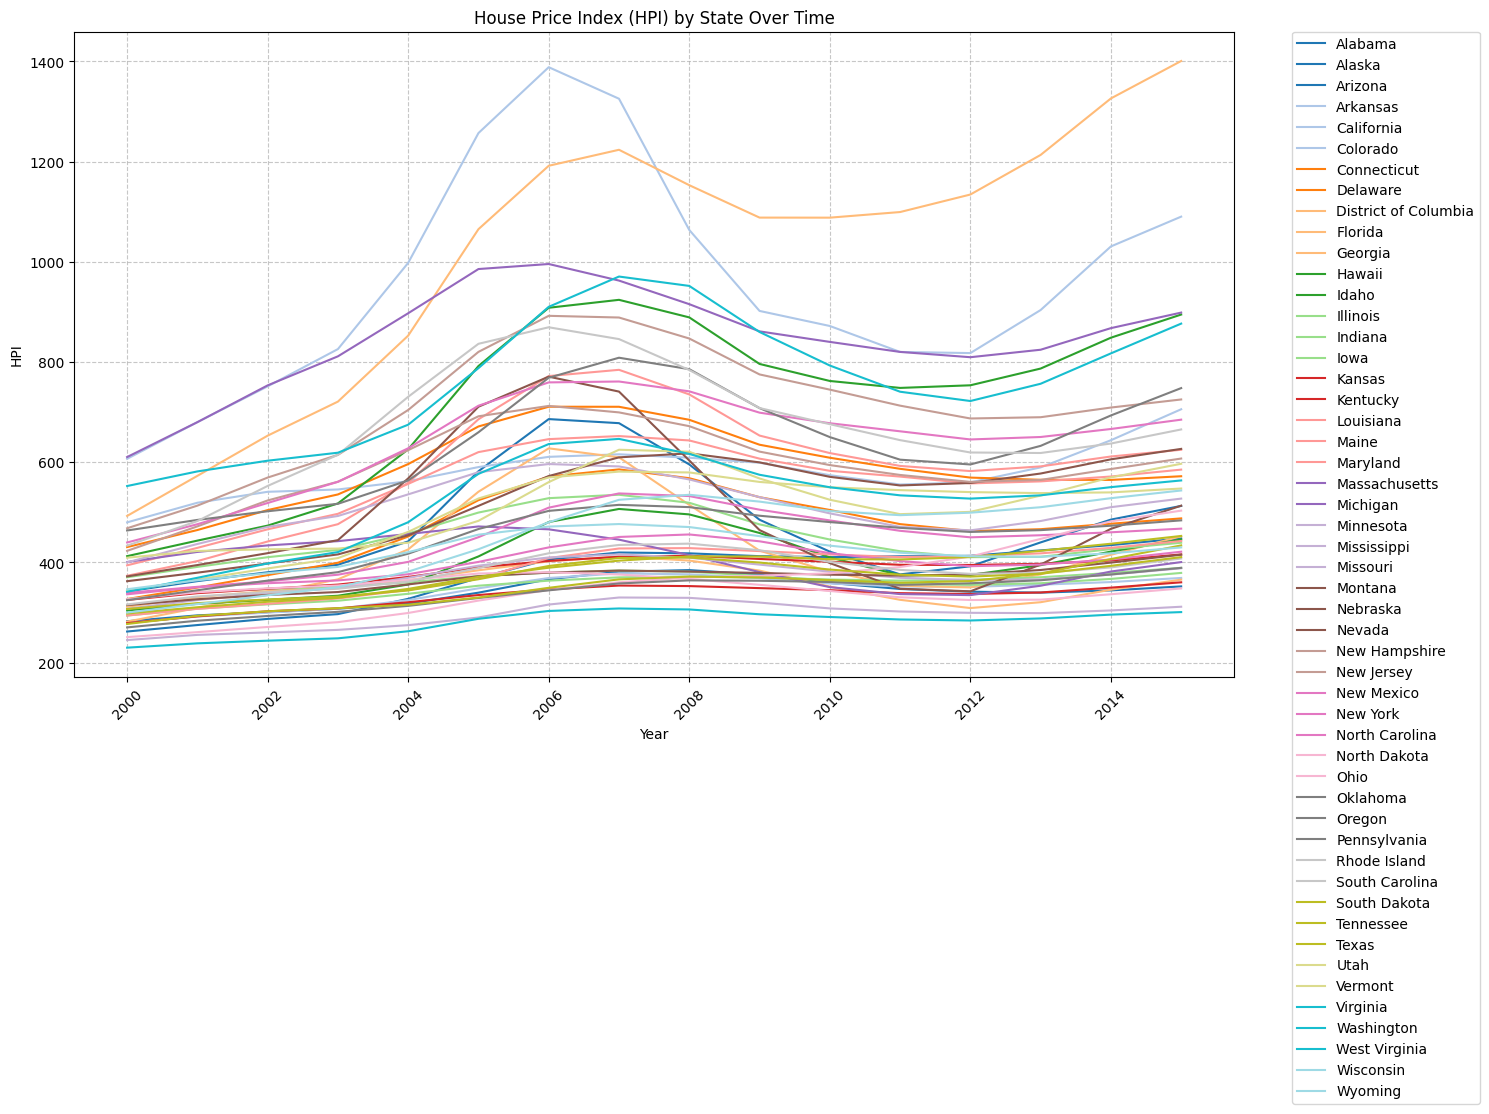 House Price Index (HPI) by State Over Time
HPI
1400
1200
1000
800
600
400
200
2000
2002
2004
2006
2008
2010
2012
2014
Year
Alabama
Alaska
Arizona
Arkansas
California
Colorado
Connecticut
Delaware
District of Columbia
Florida
Georgia
Hawaii
Idaho
Illinois
Indiana
Iowa
Kansas
Kentucky
Louisiana
Maine
Maryland
Massachusetts
Michigan
Minnesota
Mississippi
Missouri
Montana
Nebraska
Nevada
New Hampshire
New Jersey
New Mexico
New York
North Carolina
North Dakota
Ohio
Oklahoma
Oregon
Pennsylvania
Rhode Island
South Carolina
South Dakota
Tennessee
Texas
Utah
Vermont
Virginia
Washington
West Virginia
Wisconsin
Wyoming